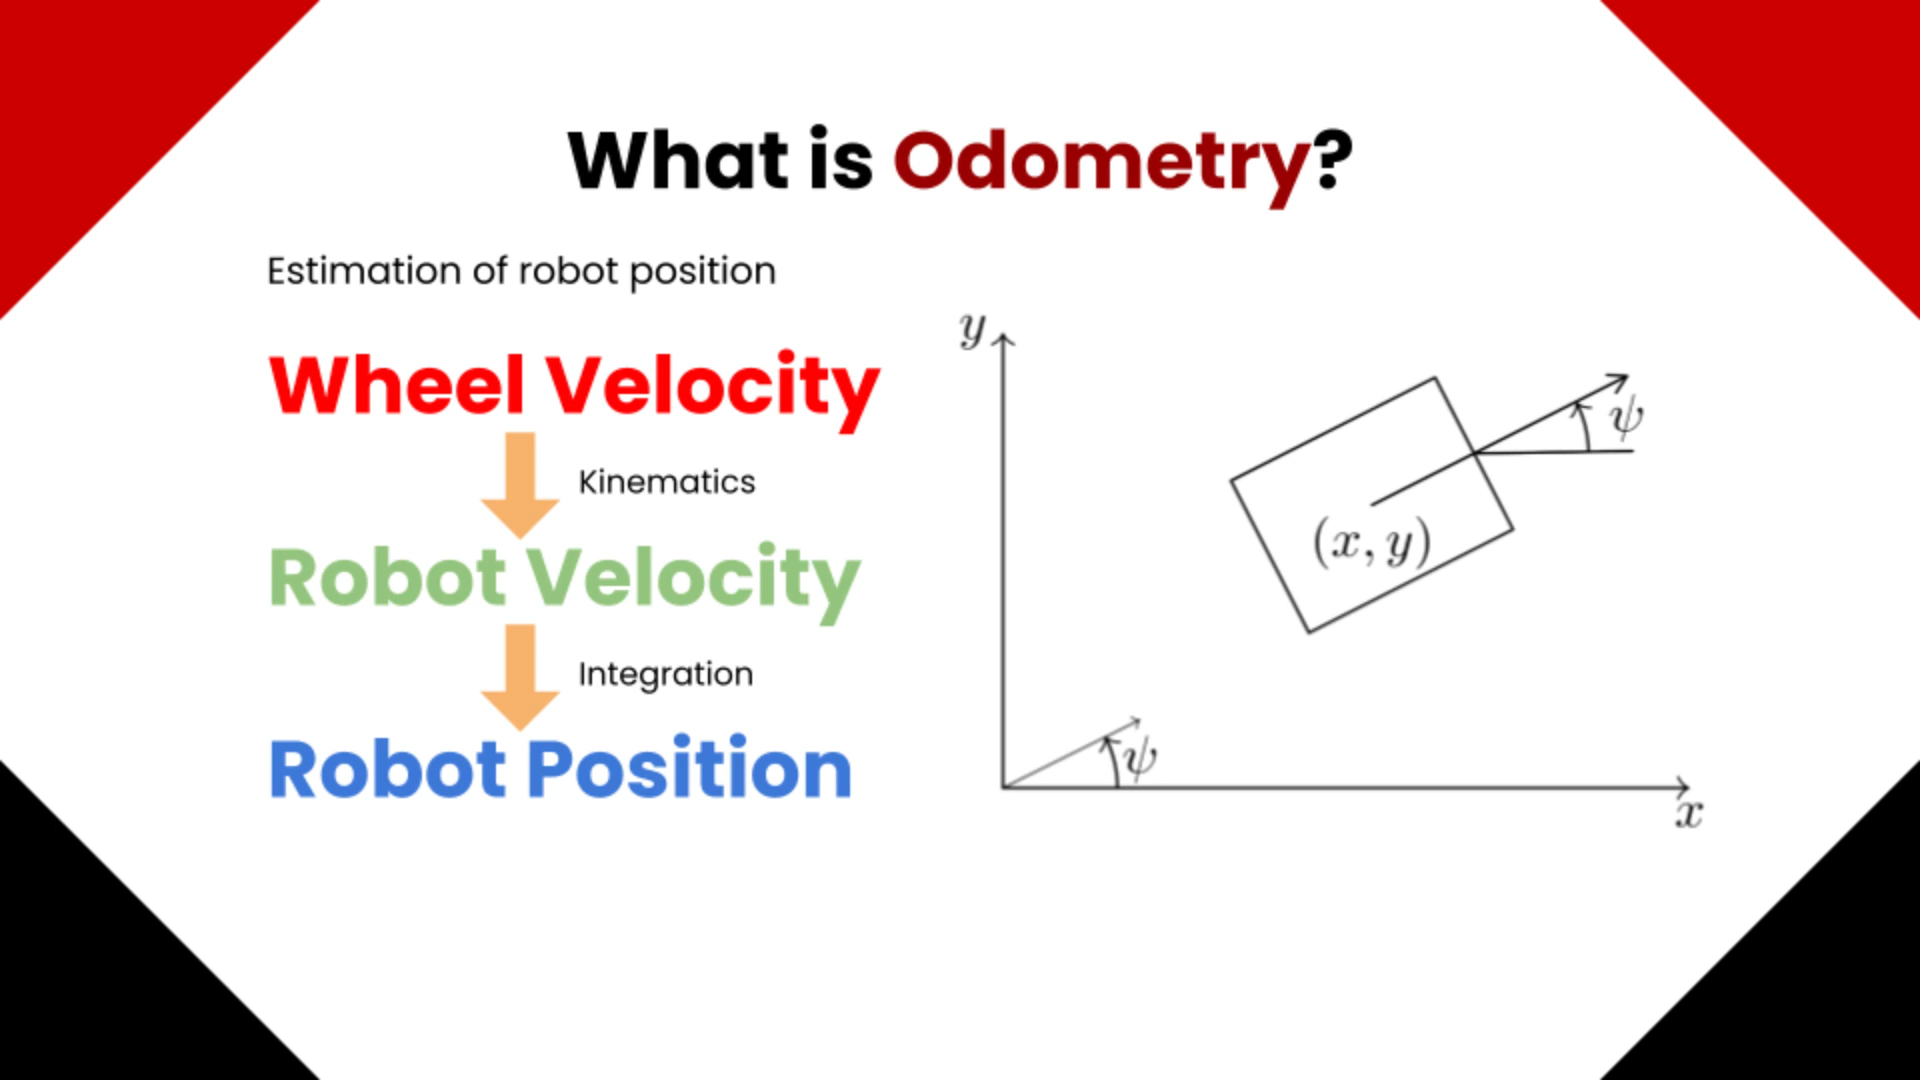 What is Odometry?
Estimation of robot position
Wheel Velocity
Kinematics
Robot Velocity
Integration
Robot Position
y
ψ
(x, y)
ψ
x